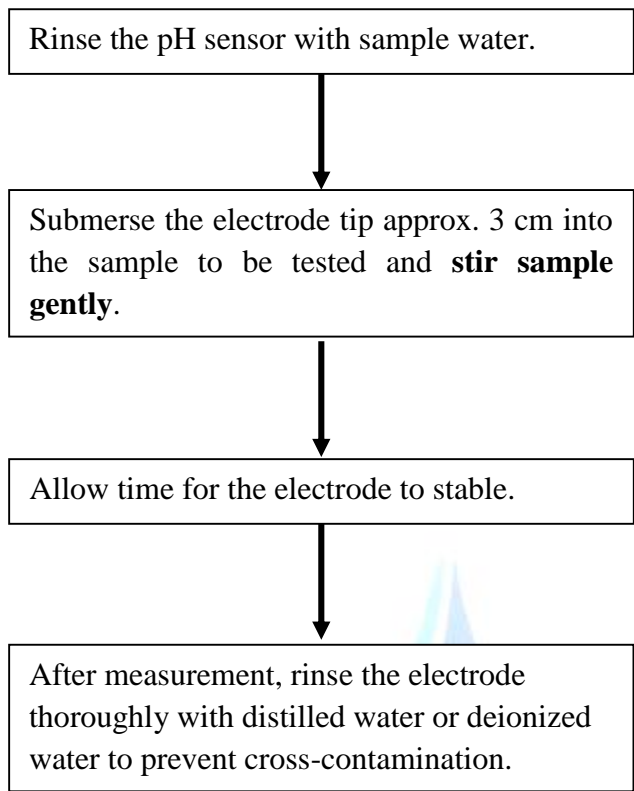 Rinse the pH sensor with sample water.
Submerse the electrode tip approx. 3 cm into
the sample to be tested and stir sample
gently.
Allow time for the electrode to stable.
After measurement, rinse the electrode
thoroughly with distilled water or deionized
water to prevent cross-contamination.